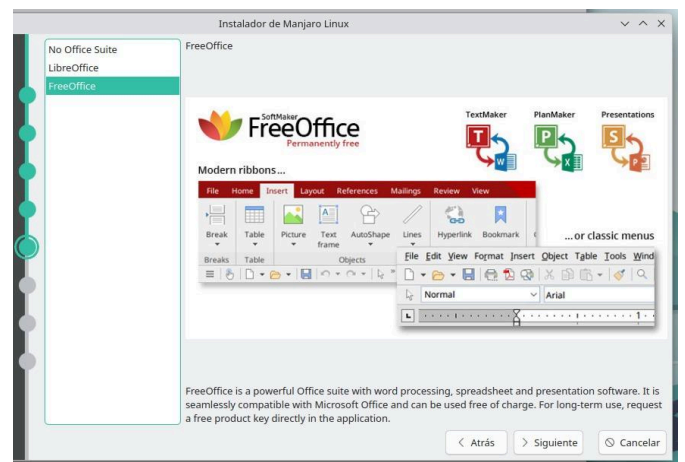 Instalador de Manjaro Linux
No Office Suite
LibreOffice
FreeOffice
FreeOffice
SoftMaker
FreeOffice
Permanently free
TextMaker
PlanMaker
Presentations
T
W
P
X
S
P
Modern ribbons...
File Home Insert Layout References Mailings Review View
Break Table Picture Text frame AutoShape Lines Hyperlink Bookmark
Breaks Table Objects
...or classic menus
File Edit View Format Insert Object Table Tools Wind
Normal Arial
L 1
FreeOffice is a powerful Office suite with word processing, spreadsheet and presentation software. It is
seamlessly compatible with Microsoft Office and can be used free of charge. For long-term use, request
a free product key directly in the application.
Atrás Siguiente Cancelar